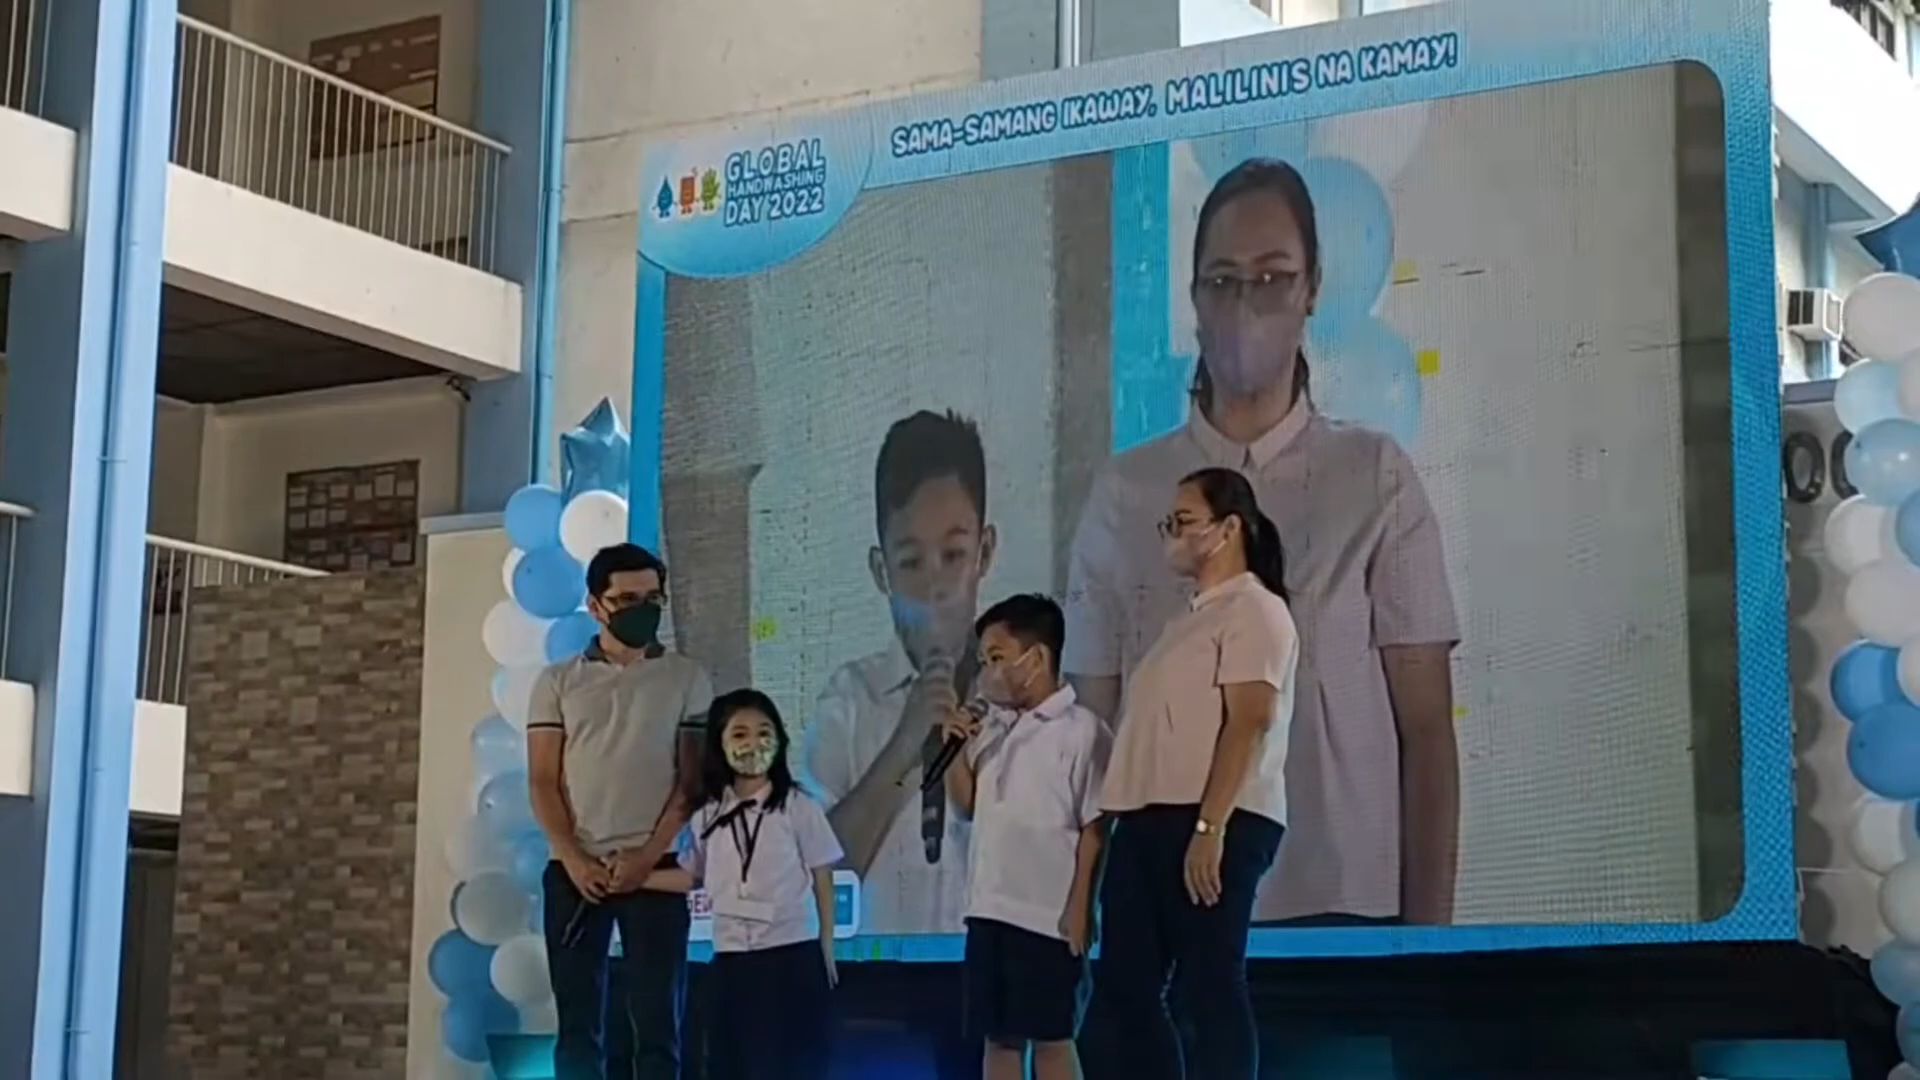 SAMA-SAMANG IKAWAY, MALILINIS NA KAMAY!
GLOBAL
HANDWASHING
DAY 2022